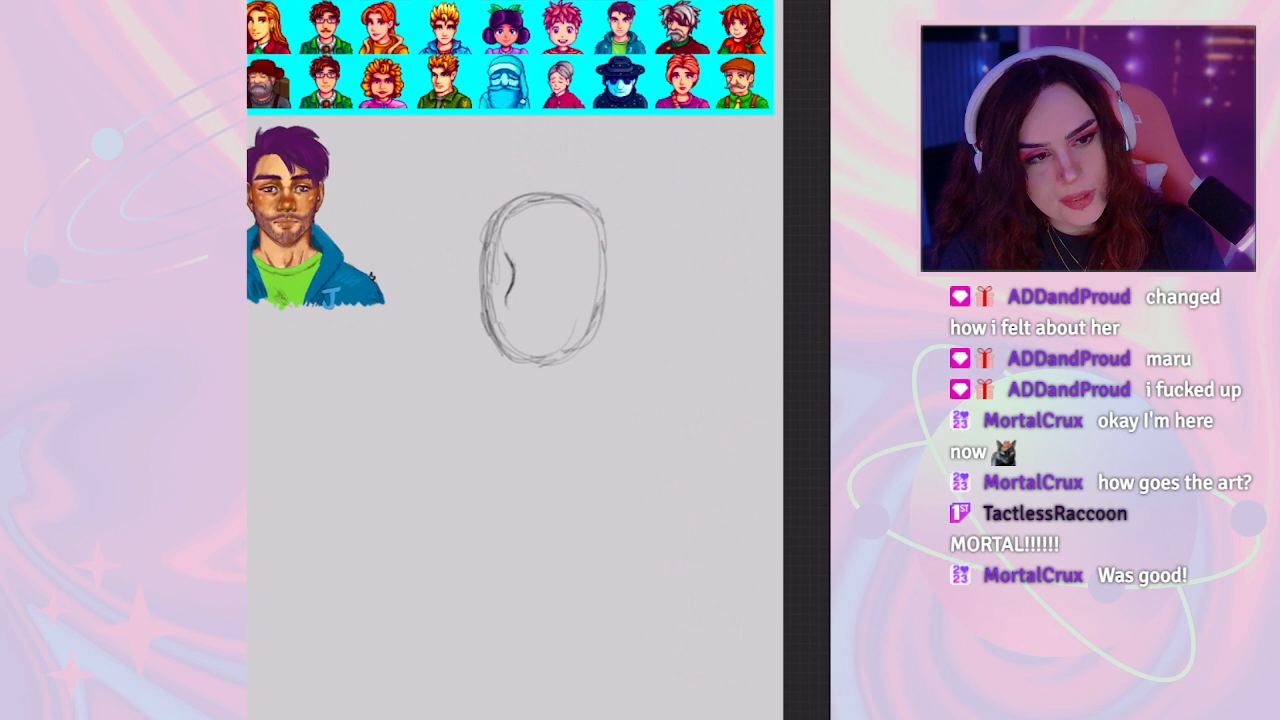 ADDandProud changed
how i felt about her
ADDandProud maru
ADDandProud i fucked up
MortalCrux okay I'm here
now
MortalCrux how goes the art?
1ST TactlessRaccoon
MORTAL!!!!!!
MortalCrux Was good!
J